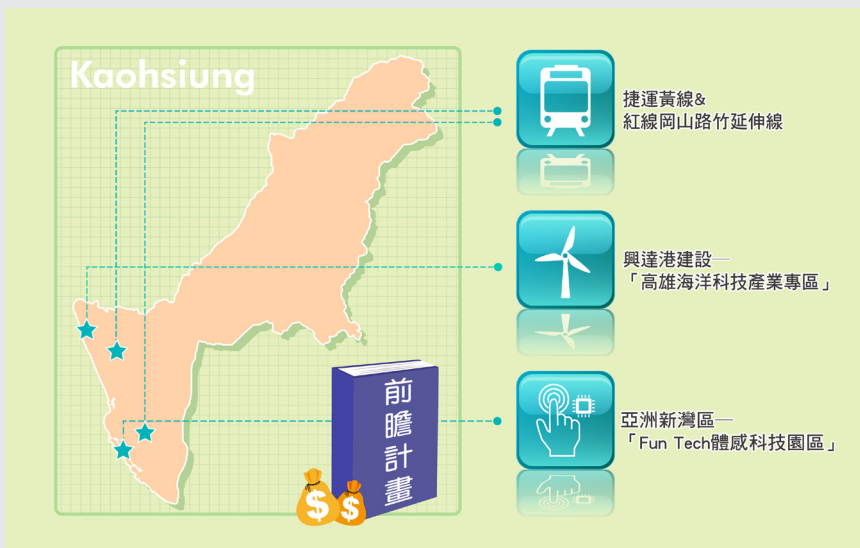 Kaohsiung
捷運黃線&
紅線岡山路竹延伸線
興達港建設—
「高雄海洋科技產業專區」
亞洲新灣區—
「Fun Tech體感科技園區」
前瞻計畫
$ $